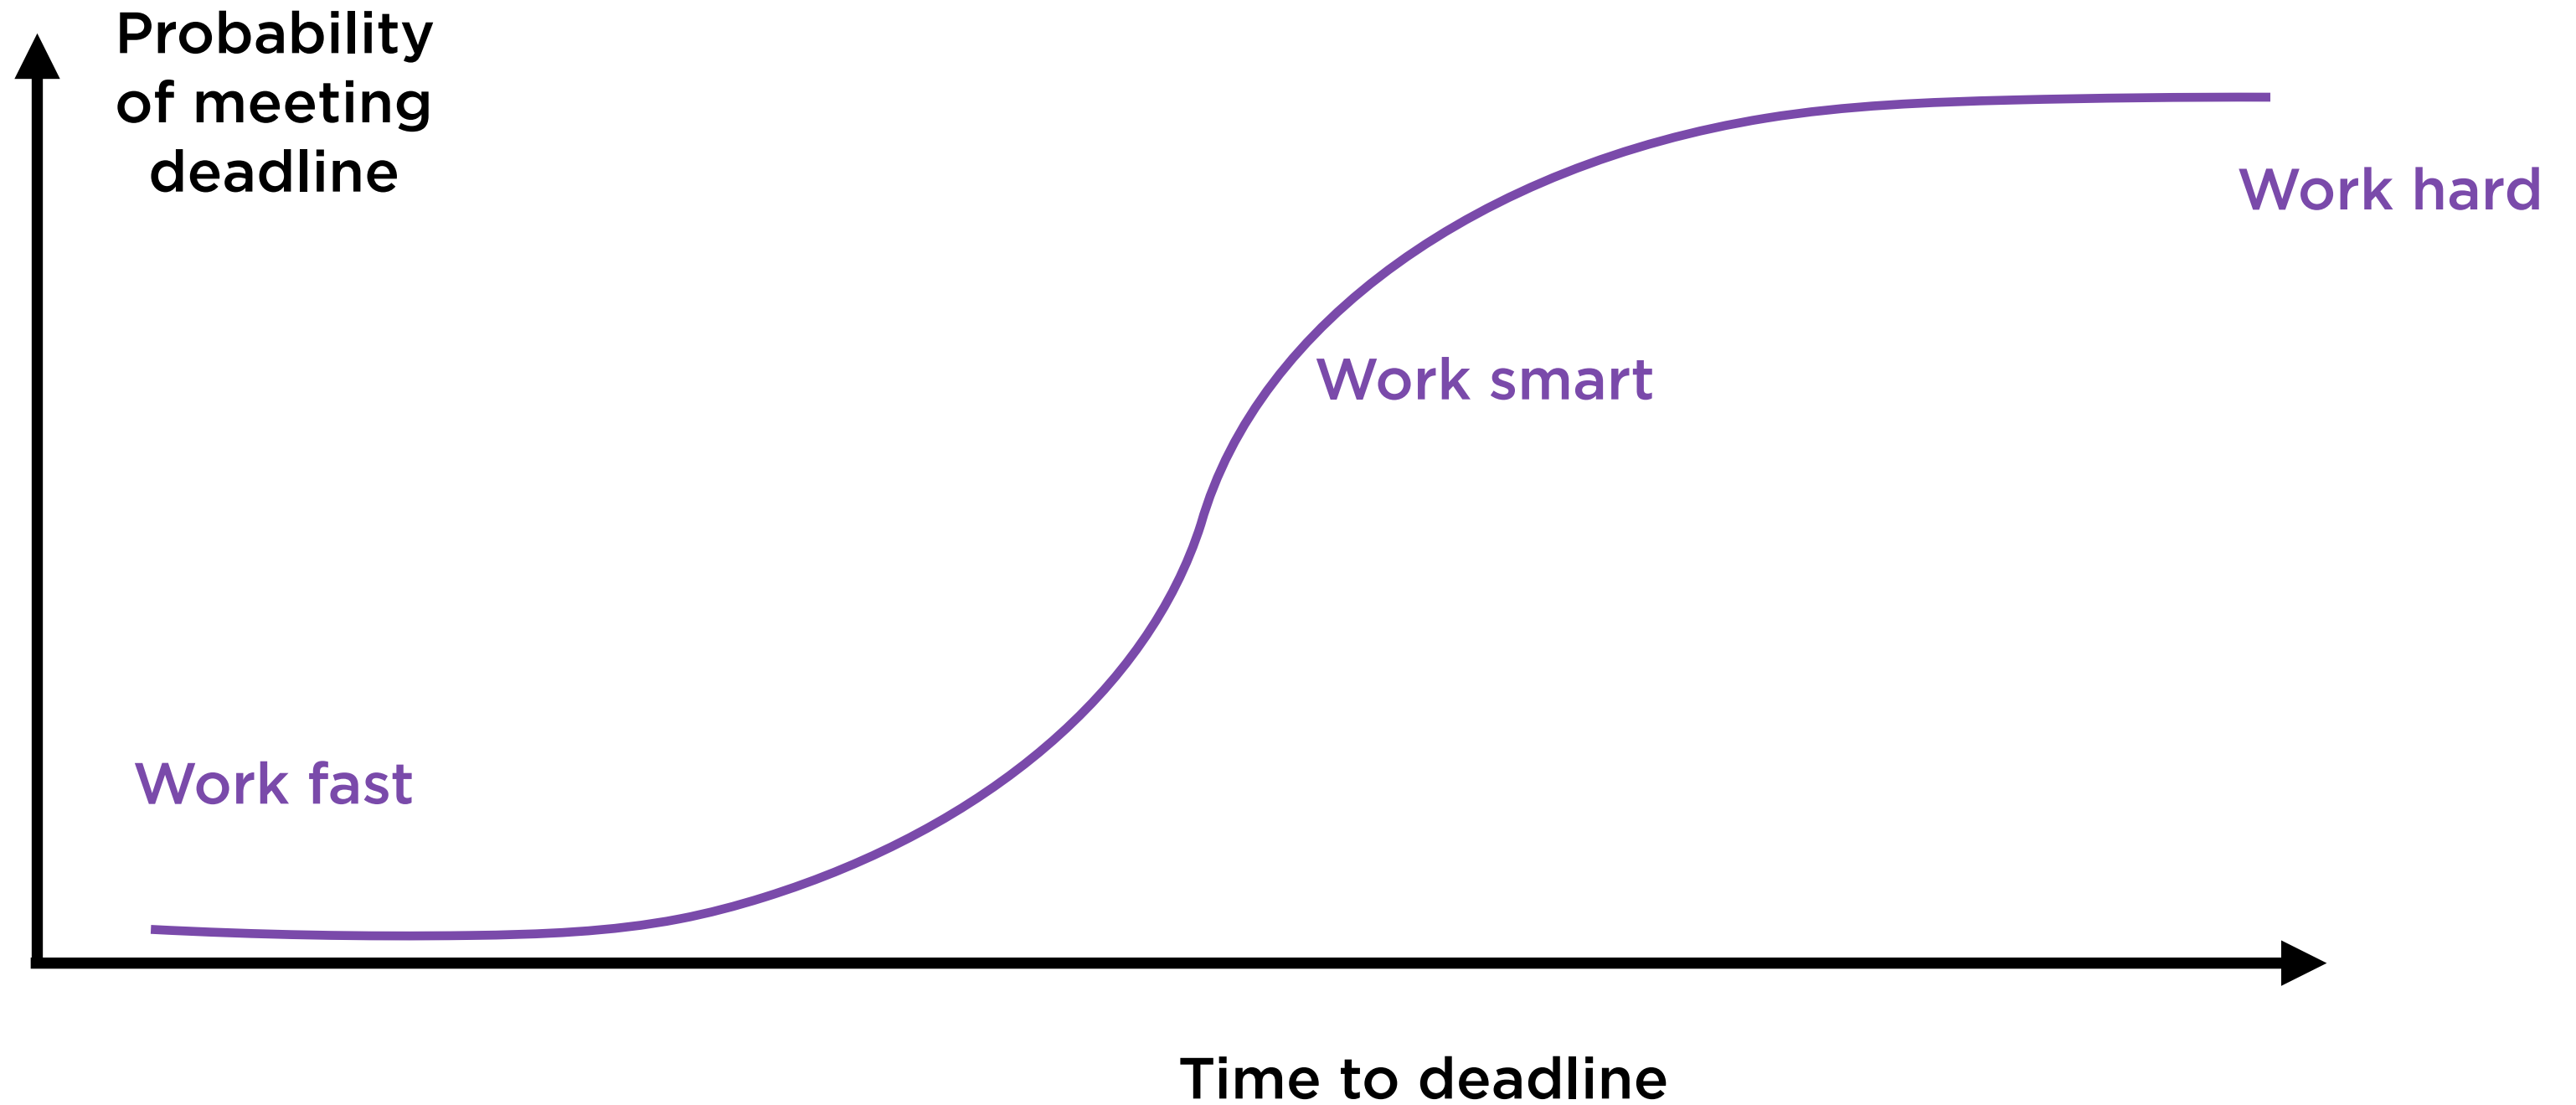 Probability
of meeting
deadline
Work hard
Work smart
Work fast
Time to deadline